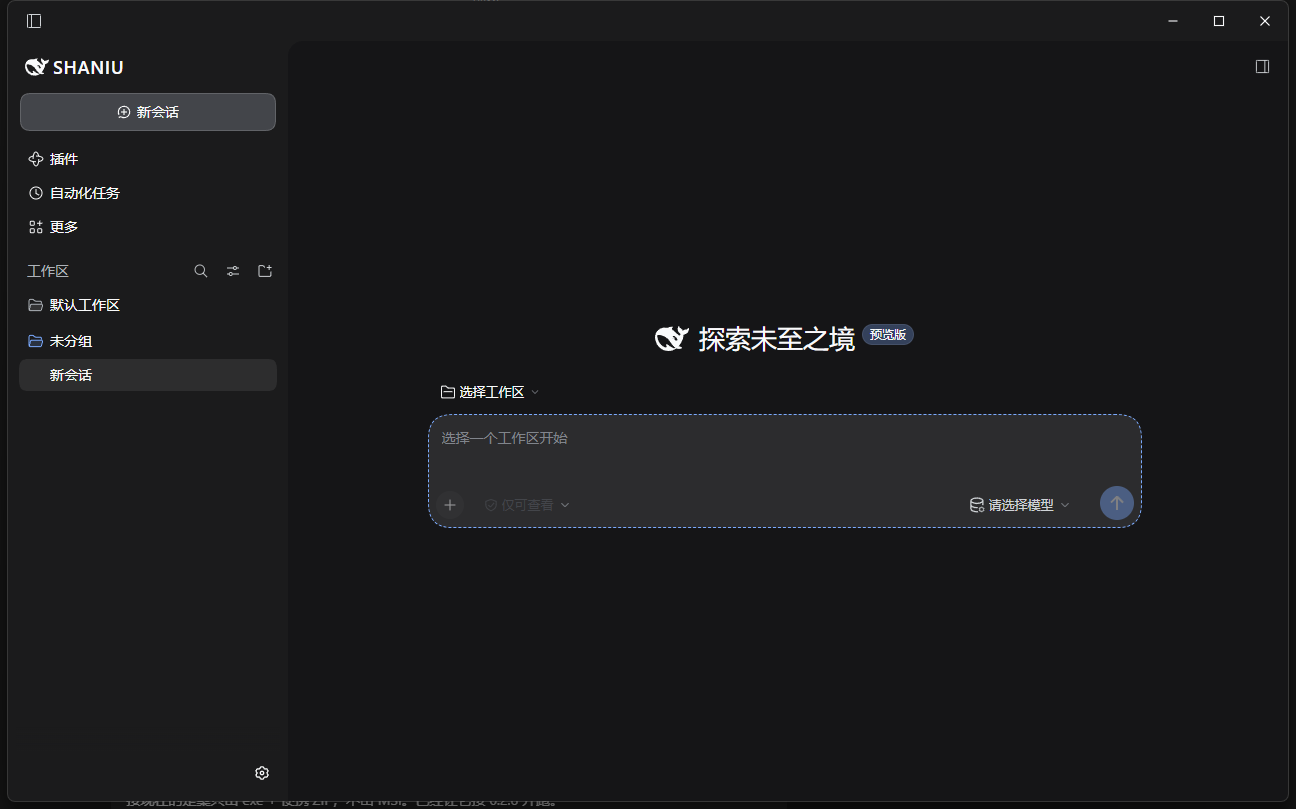 SHANIU
新会话
插件
自动化任务
更多
工作区
默认工作区
未分组
新会话
探索未至之境 预览版
选择工作区
选择一个工作区开始
仅可查看
请选择模型